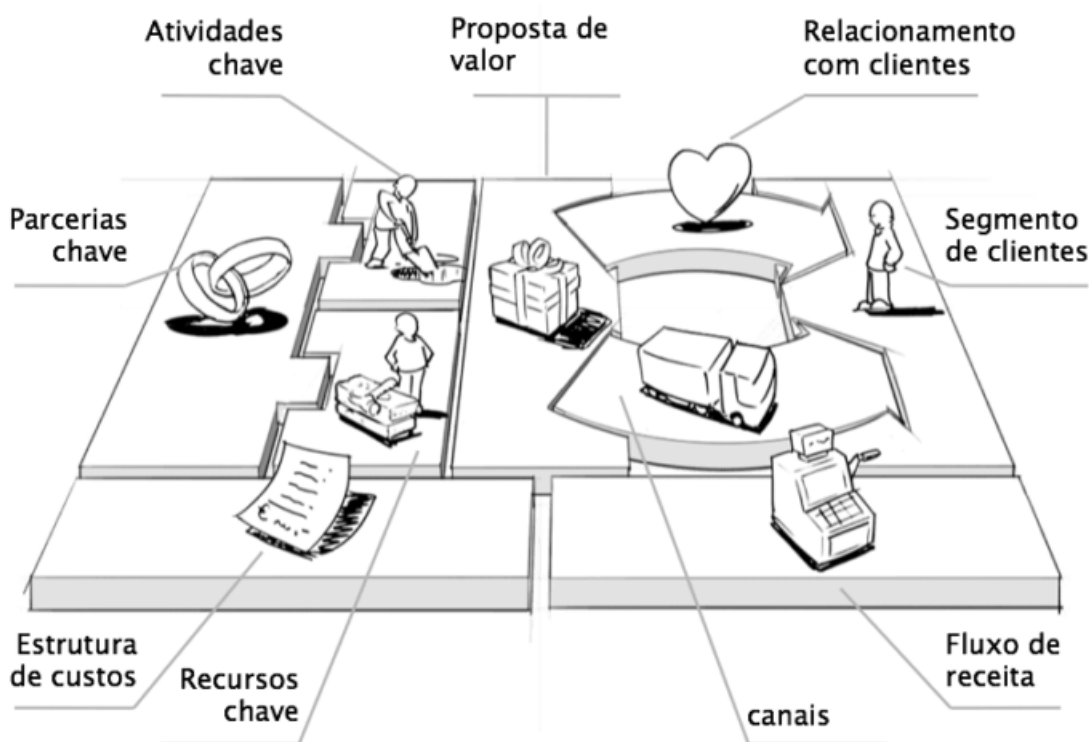 Atividades
chave
Proposta de
valor
Relacionamento
com clientes
Parcerias
chave
Segmento
de clientes
Estrutura
de custos
Recursos
chave
canais
Fluxo de
receita